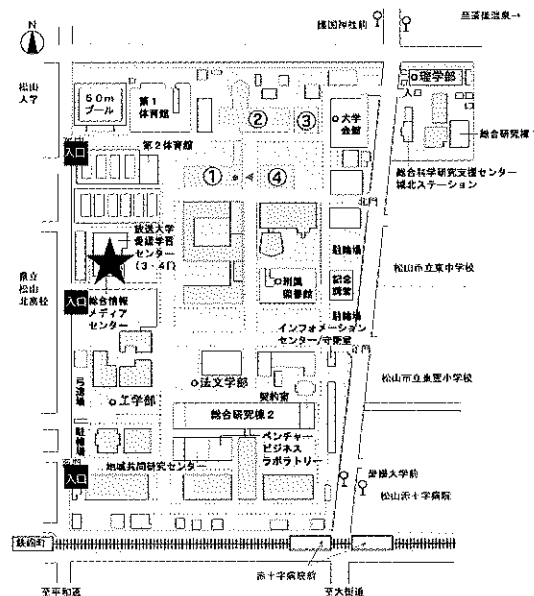 護国神社前
至道後温泉→
N
松山
大学
50m
プール
第1
体育館
②
③
大学
会館
理学部
入口
総合研究棟1
入口
第2体育館
①
④
総合科学研究支援センター
城北ステーション
北門
放送大学
愛媛学習
センター
(3・4F)
駐輪場
県立
松山
北高校
附属
図書館
記念
講堂
松山市立東中学校
入口
総合情報
メディア
センター
駐輪場
インフォメーション
センター/守衛室
正門
法文学部
契約室
松山市立東雲小学校
弓道場
工学部
総合研究棟2
駐輪場
ベンチャー
ビジネス
ラボラトリー
入口
地域共同研究センター
愛媛大学前
松山赤十字病院
鉄砲町
赤十字病院前
至平和通
至大街道